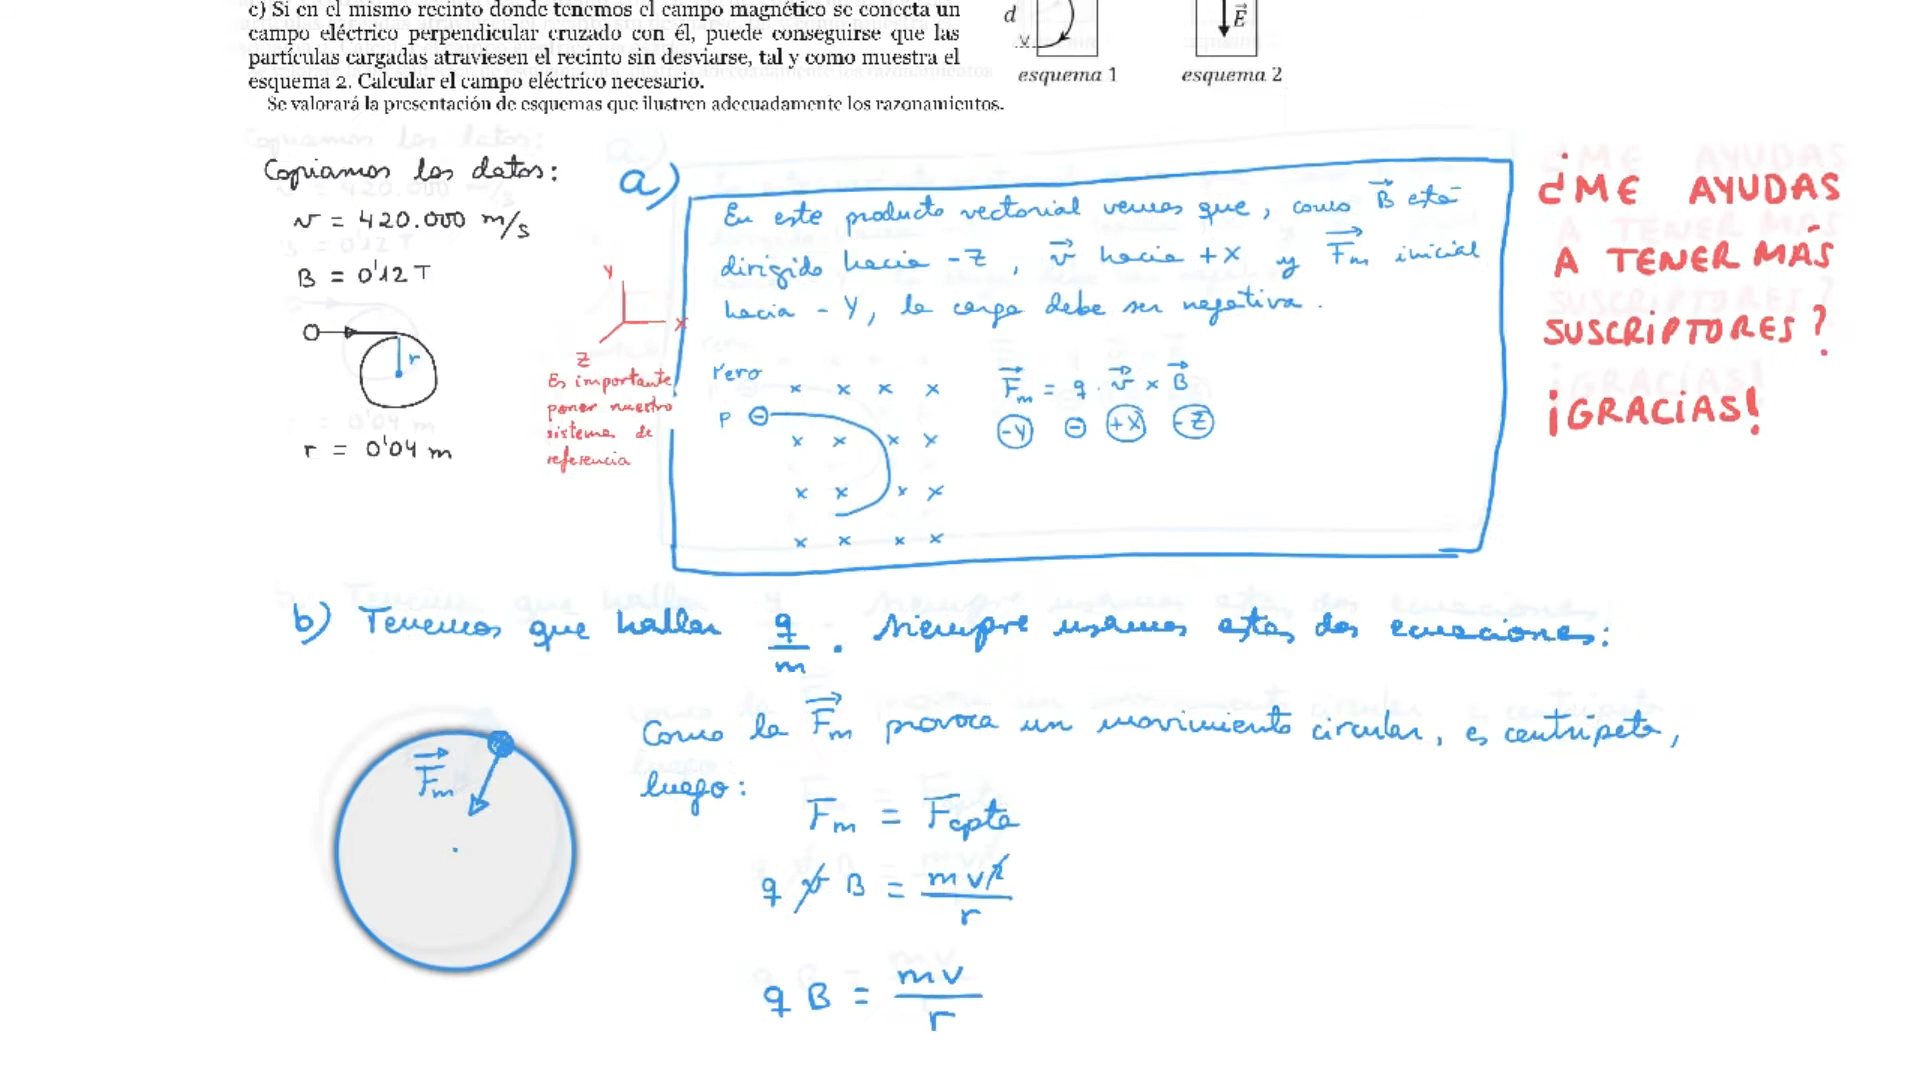 c) Si en el mismo recinto donde tenemos el campo magnético se conecta un
campo eléctrico perpendicular cruzado con él, puede conseguirse que las
partículas cargadas atraviesen el recinto sin desviarse, tal y como muestra el
esquema 2. Calcular el campo eléctrico necesario.
Se valorará la presentación de esquemas que ilustren adecuadamente los razonamientos.
d
v
esquema 1
E⃗
esquema 2
Copiamos los datos:
v = 420.000 m/s
B = 0'12 T
r
r = 0'04 m
Y
X
Z
Es importante
poner nuestro
sistema de
referencia
a)
En este producto vectorial vemos que, como B⃗ está
dirigido hacia -Z, v⃗ hacia +X y F⃗m inicial
hacia -Y, la carga debe ser negativa.
Pero
x x x x
P ⊖
x x x x
x x x x
x x x x
F⃗m = q · v⃗ x B⃗
-Y ⊖ +X -Z
¿ME AYUDAS
A TENER MÁS
SUSCRIPTORES?
¡GRACIAS!
b) Tenemos que hallar q/m. Siempre usamos estas dos ecuaciones:
Como la F⃗m provoca un movimiento circular, es centrípeta,
luego:
F⃗m
Fm = Fcpta
q v B = m v²/r
q B = m v/r